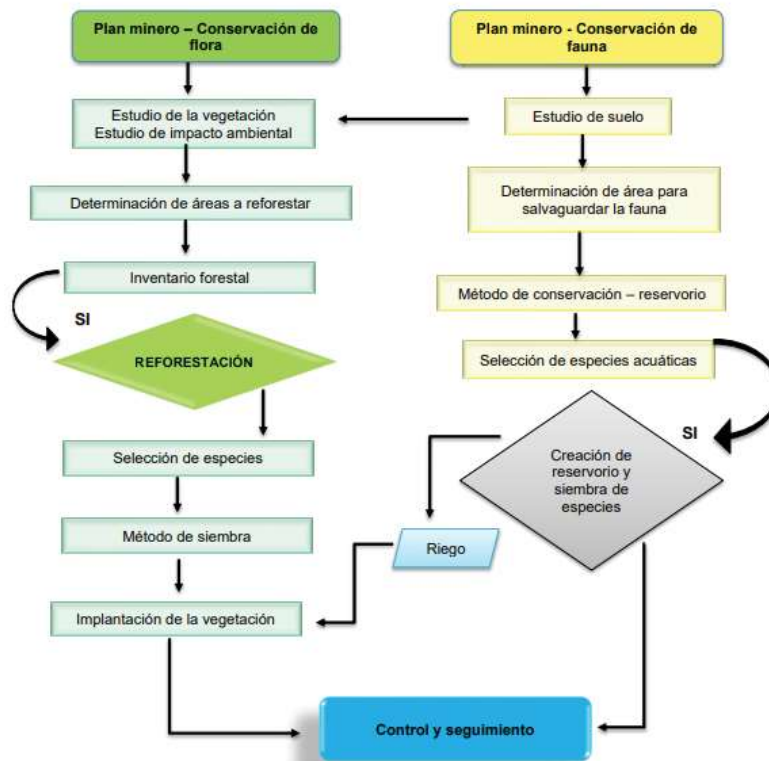 Plan minero – Conservación de
flora
Estudio de la vegetación
Estudio de impacto ambiental
Determinación de áreas a reforestar
Inventario forestal
SI
REFORESTACIÓN
Selección de especies
Método de siembra
Implantación de la vegetación
Plan minero - Conservación de
fauna
Estudio de suelo
Determinación de área para
salvaguardar la fauna
Método de conservación – reservorio
Selección de especies acuáticas
SI
Creación de
reservorio y
siembra de
especies
Riego
Control y seguimiento